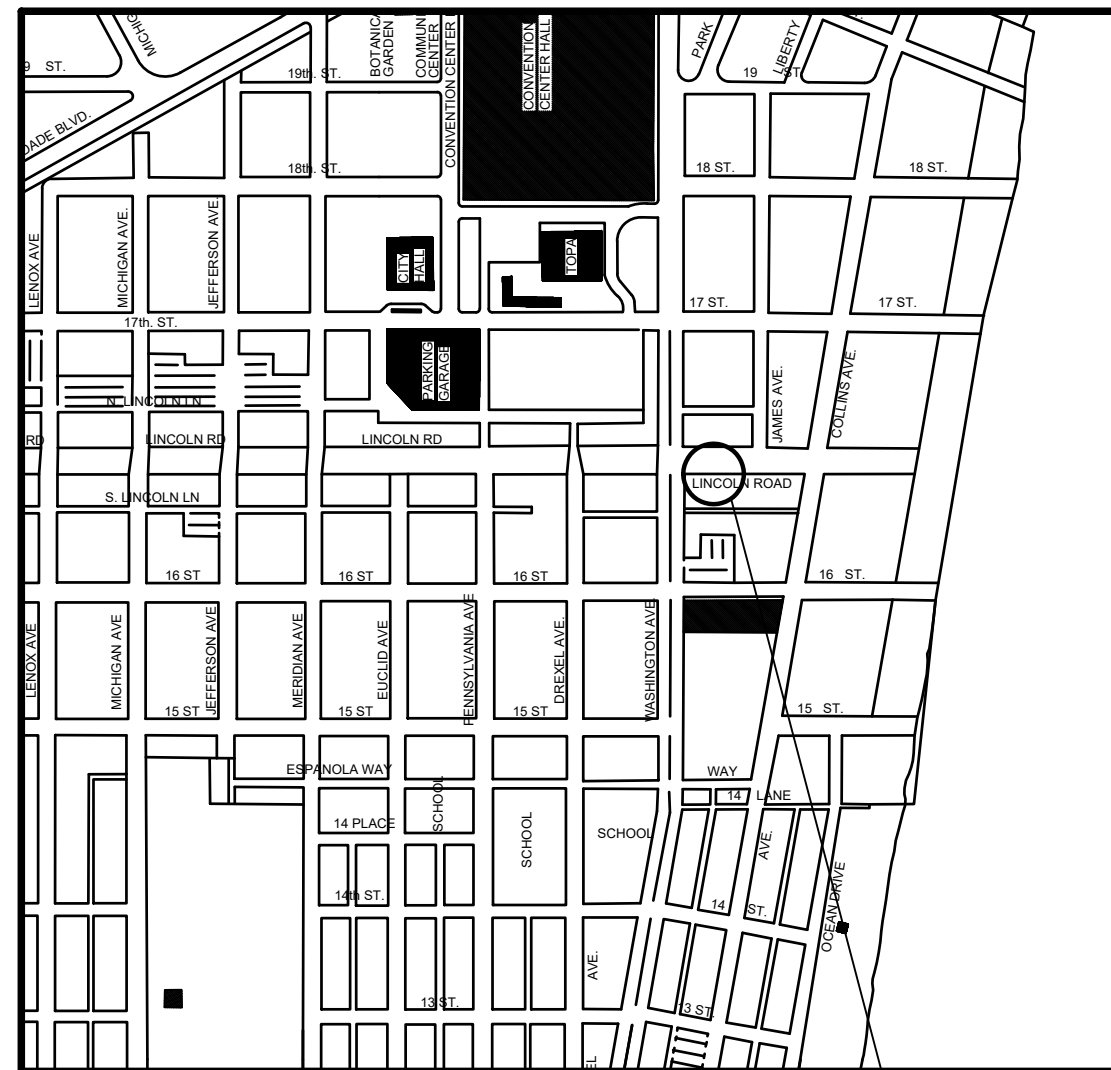 MICHIG
BOTANICA
GARDEN
COMMUN
CENTER
CONVENTION CENTER
CONVENTION
CENTER HALL
PARK
LIBERTY
9 ST.
19th. ST.
19 ST
DADE BLVD.
18th. ST.
18 ST.
18 ST.
LENOX AVE
MICHIGAN AVE.
JEFFERSON AVE.
CITY
HALL
TOPA
17th. ST.
17 ST.
17 ST.
PARKING
GARAGE
JAMES AVE.
COLLINS AVE.
N. LINCOLN LN
RD
LINCOLN RD
LINCOLN RD
LINCOLN ROAD
S. LINCOLN LN
16 ST
16 ST
16 ST
16 ST.
LENOX AVE
MICHIGAN AVE
JEFFERSON AVE
MERIDIAN AVE
EUCLID AVE
PENNSYLVANIA AVE
DREXEL AVE.
WASHINGTON AVE.
15 ST
15 ST
15 ST
15 ST.
ESPANOLA WAY
WAY
14 LANE
SCHOOL
14 PLACE
SCHOOL
SCHOOL
AVE.
14th ST.
14 ST.
OCEAN DRIVE
AVE.
13 ST.
13 ST.
EL